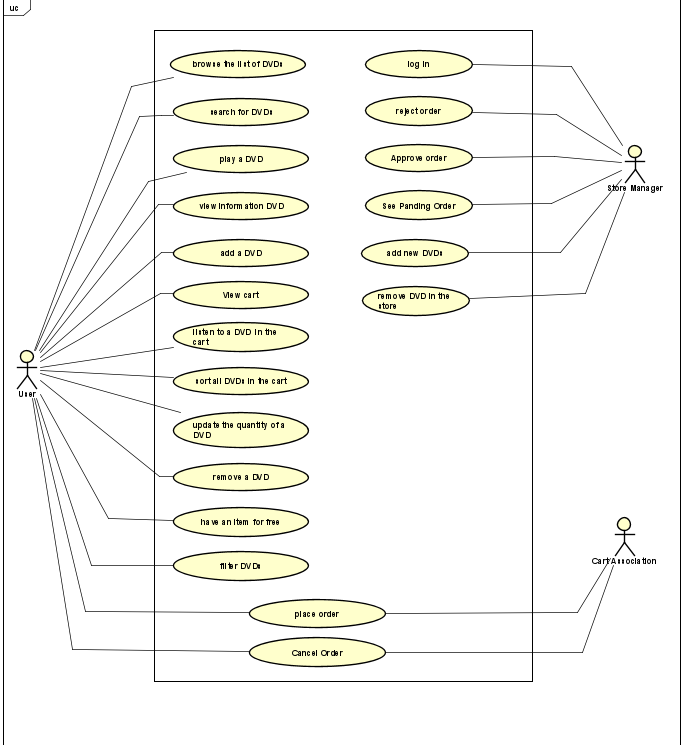 uc
browse the list of DVDs
log in
search for DVDs
reject order
play a DVD
Approve order
Store Manager
view information DVD
See Panding Order
add a DVD
add new DVDs
View cart
remove DVD in the
store
listen to a DVD in the
cart
User
sort all DVDs in the cart
update the quantity of a
DVD
remove a DVD
have an item for free
filter DVDs
Cart Association
place order
Cancel Order